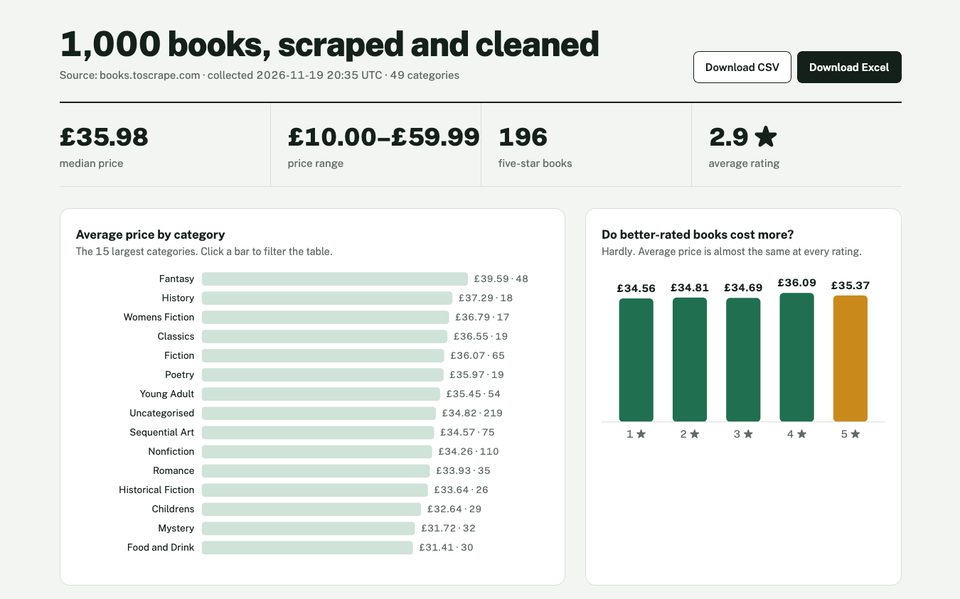 1,000 books, scraped and cleaned
Source: books.toscrape.com · collected 2026-11-19 20:35 UTC · 49 categories
Download CSV
Download Excel
£35.98
median price
£10.00–£59.99
price range
196
five-star books
2.9 ★
average rating
Average price by category
The 15 largest categories. Click a bar to filter the table.
Fantasy £39.59 · 48
History £37.29 · 18
Womens Fiction £36.79 · 17
Classics £36.55 · 19
Fiction £36.07 · 65
Poetry £35.97 · 19
Young Adult £35.45 · 54
Uncategorised £34.82 · 219
Sequential Art £34.57 · 75
Nonfiction £34.26 · 110
Romance £33.93 · 35
Historical Fiction £33.64 · 26
Childrens £32.64 · 29
Mystery £31.72 · 32
Food and Drink £31.41 · 30
Do better-rated books cost more?
Hardly. Average price is almost the same at every rating.
£34.56 £34.81 £34.69 £36.09 £35.37
1 ★ 2 ★ 3 ★ 4 ★ 5 ★